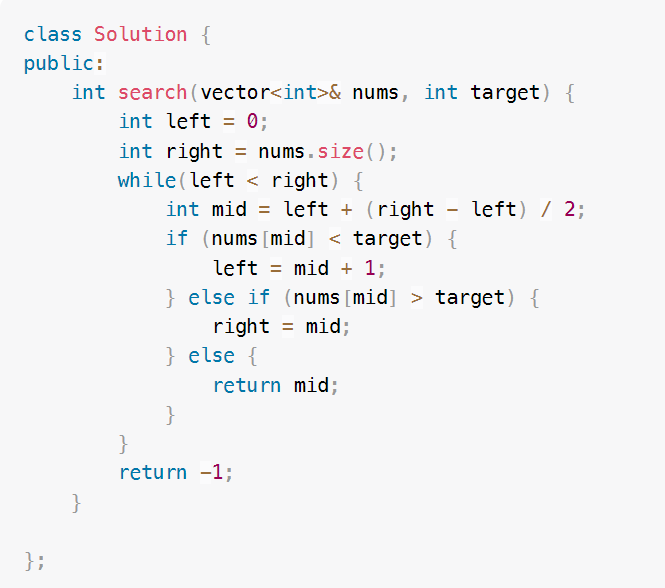 class Solution {
public:
    int search(vector<int>& nums, int target) {
        int left = 0;
        int right = nums.size();
        while(left < right) {
            int mid = left + (right - left) / 2;
            if (nums[mid] < target) {
                left = mid + 1;
            } else if (nums[mid] > target) {
                right = mid;
            } else {
                return mid;
            }
        }
        return -1;
    }

};